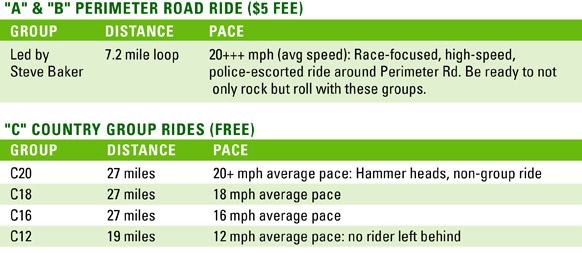 "A" & "B" PERIMETER ROAD RIDE ($5 FEE)
GROUP DISTANCE PACE
Led by Steve Baker 7.2 mile loop 20+++ mph (avg speed): Race-focused, high-speed,
police-escorted ride around Perimeter Rd. Be ready to not
only rock but roll with these groups.
"C" COUNTRY GROUP RIDES (FREE)
GROUP DISTANCE PACE
C20 27 miles 20+ mph average pace: Hammer heads, non-group ride
C18 27 miles 18 mph average pace
C16 27 miles 16 mph average pace
C12 19 miles 12 mph average pace: no rider left behind